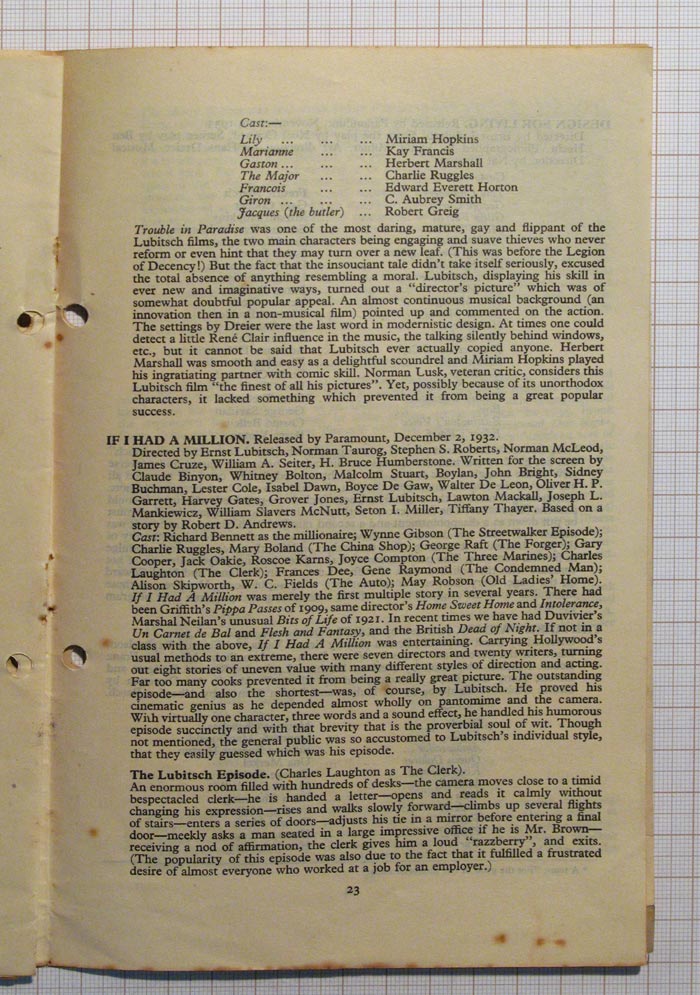 Cast:—
Lily ... ... ... Miriam Hopkins
Marianne ... ... Kay Francis
Gaston ... ... ... Herbert Marshall
The Major ... ... Charlie Ruggles
Francois ... ... Edward Everett Horton
Giron ... ... ... C. Aubrey Smith
Jacques (the butler) ... Robert Greig
Trouble in Paradise was one of the most daring, mature, gay and flippant of the
Lubitsch films, the two main characters being engaging and suave thieves who never
reform or even hint that they may turn over a new leaf. (This was before the Legion
of Decency!) But the fact that the insouciant tale didn't take itself seriously, excused
the total absence of anything resembling a moral. Lubitsch, displaying his skill in
ever new and imaginative ways, turned out a "director's picture" which was of
somewhat doubtful popular appeal. An almost continuous musical background (an
innovation then in a non-musical film) pointed up and commented on the action.
The settings by Dreier were the last word in modernistic design. At times one could
detect a little René Clair influence in the music, the talking silently behind windows,
etc., but it cannot be said that Lubitsch ever actually copied anyone. Herbert
Marshall was smooth and easy as a delightful scoundrel and Miriam Hopkins played
his ingratiating partner with comic skill. Norman Lusk, veteran critic, considers this
Lubitsch film "the finest of all his pictures". Yet, possibly because of its unorthodox
characters, it lacked something which prevented it from being a great popular
success.
IF I HAD A MILLION. Released by Paramount, December 2, 1932.
Directed by Ernst Lubitsch, Norman Taurog, Stephen S. Roberts, Norman McLeod,
James Cruze, William A. Seiter, H. Bruce Humberstone. Written for the screen by
Claude Binyon, Whitney Bolton, Malcolm Stuart, Boylan, John Bright, Sidney
Buchman, Lester Cole, Isabel Dawn, Boyce De Gaw, Walter De Leon, Oliver H. P.
Garrett, Harvey Gates, Grover Jones, Ernst Lubitsch, Lawton Mackall, Joseph L.
Mankiewicz, William Slavers McNutt, Seton I. Miller, Tiffany Thayer. Based on a
story by Robert D. Andrews.
Cast: Richard Bennett as the millionaire; Wynne Gibson (The Streetwalker Episode);
Charlie Ruggles, Mary Boland (The China Shop); George Raft (The Forger); Gary
Cooper, Jack Oakie, Roscoe Karns, Joyce Compton (The Three Marines); Charles
Laughton (The Clerk); Frances Dee, Gene Raymond (The Condemned Man);
Alison Skipworth, W. C. Fields (The Auto); May Robson (Old Ladies' Home).
If I Had A Million was merely the first multiple story in several years. There had
been Griffith's Pippa Passes of 1909, same director's Home Sweet Home and Intolerance,
Marshal Neilan's unusual Bits of Life of 1921. In recent times we have had Duvivier's
Un Carnet de Bal and Flesh and Fantasy, and the British Dead of Night. If not in a
class with the above, If I Had A Million was entertaining. Carrying Hollywood's
usual methods to an extreme, there were seven directors and twenty writers, turning
out eight stories of uneven value with many different styles of direction and acting.
Far too many cooks prevented it from being a really great picture. The outstanding
episode—and also the shortest—was, of course, by Lubitsch. He proved his
cinematic genius as he depended almost wholly on pantomime and the camera.
With virtually one character, three words and a sound effect, he handled his humorous
episode succinctly and with that brevity that is the proverbial soul of wit. Though
not mentioned, the general public was so accustomed to Lubitsch's individual style,
that they easily guessed which was his episode.
The Lubitsch Episode. (Charles Laughton as The Clerk).
An enormous room filled with hundreds of desks—the camera moves close to a timid
bespectacled clerk—he is handed a letter—opens and reads it calmly without
changing his expression—rises and walks slowly forward—climbs up several flights
of stairs—enters a series of doors—adjusts his tie in a mirror before entering a final
door—meekly asks a man seated in a large impressive office if he is Mr. Brown—
receiving a nod of affirmation, the clerk gives him a loud "razzberry", and exits.
(The popularity of this episode was also due to the fact that it fulfilled a frustrated
desire of almost everyone who worked at a job for an employer.)
23